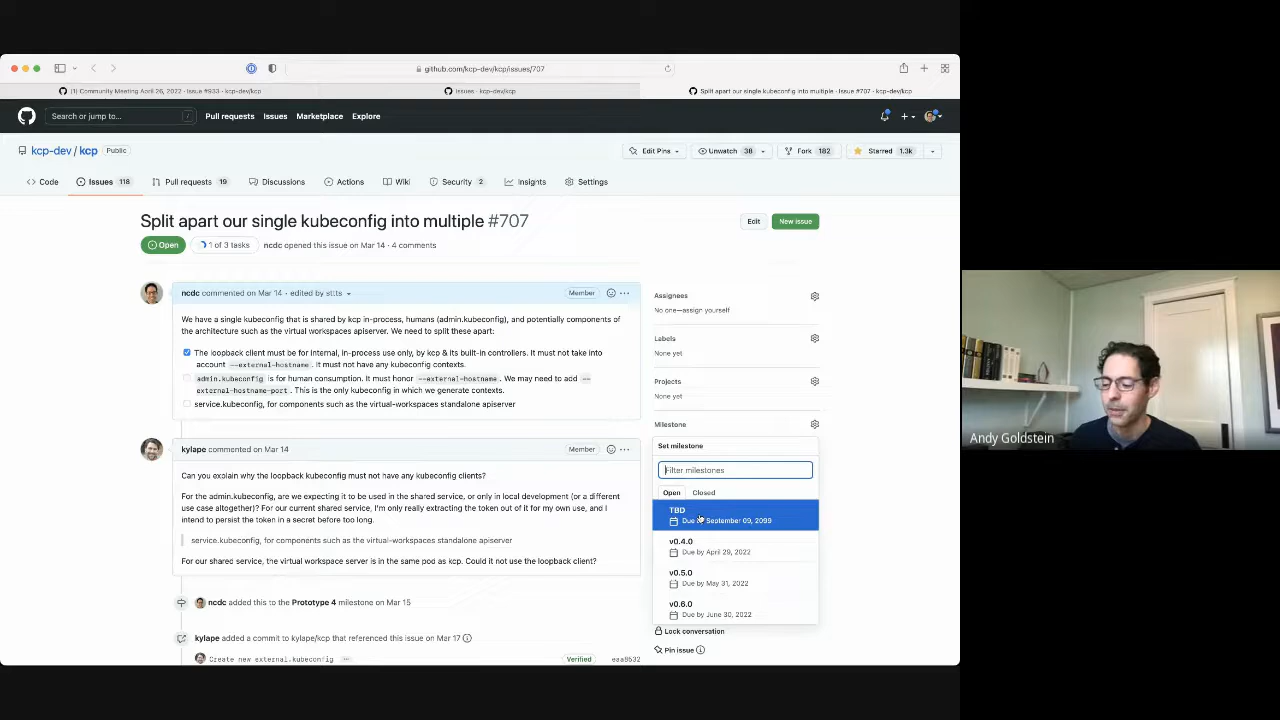 github.com/kcp-dev/kcp/issues/707
(1) Community Meeting April 26, 2022 · Issue #933 · kcp-dev/kcp
Issues · kcp-dev/kcp
Split apart our single kubeconfig into multiple · Issue #707 · kcp-dev/kcp
Search or jump to...
/
Pull requests
Issues
Marketplace
Explore
kcp-dev / kcp
Public
Edit Pins
Unwatch 38
Fork 182
Starred 1.3k
Code
Issues 118
Pull requests 19
Discussions
Actions
Wiki
Security 2
Insights
Settings
Split apart our single kubeconfig into multiple #707
Edit
New issue
Open
1 of 3 tasks
ncdc opened this issue on Mar 14 · 4 comments
ncdc commented on Mar 14 · edited by sttts
Member
We have a single kubeconfig that is shared by kcp in-process, humans (admin.kubeconfig), and potentially components of
the architecture such as the virtual workspaces apiserver. We need to split these apart:
The loopback client must be for internal, in-process use only, by kcp & its built-in controllers. It must not take into
account --external-hostname. It must not have any kubeconfig contexts.
admin.kubeconfig is for human consumption. It must honor --external-hostname. We may need to add --
external-hostname-port. This is the only kubeconfig in which we generate contexts.
service.kubeconfig, for components such as the virtual-workspaces standalone apiserver
kylape commented on Mar 14
Member
Can you explain why the loopback kubeconfig must not have any kubeconfig clients?
For the admin.kubeconfig, are we expecting it to be used in the shared service, or only in local development (or a different
use case altogether)? For our current shared service, I'm only really extracting the token out of it for my own use, and I
intend to persist the token in a secret before too long.
service.kubeconfig, for components such as the virtual-workspaces standalone apiserver
For our shared service, the virtual workspace server is in the same pod as kcp. Could it not use the loopback client?
ncdc added this to the Prototype 4 milestone on Mar 15
kylape added a commit to kylape/kcp that referenced this issue on Mar 17
Create new external.kubeconfig
Verified
eaa8532
Assignees
No one—assign yourself
Labels
None yet
Projects
None yet
Milestone
Set milestone
Filter milestones
Open
Closed
TBD
Due by September 09, 2099
v0.4.0
Due by April 29, 2022
v0.5.0
Due by May 31, 2022
v0.6.0
Due by June 30, 2022
Lock conversation
Pin issue
Andy Goldstein